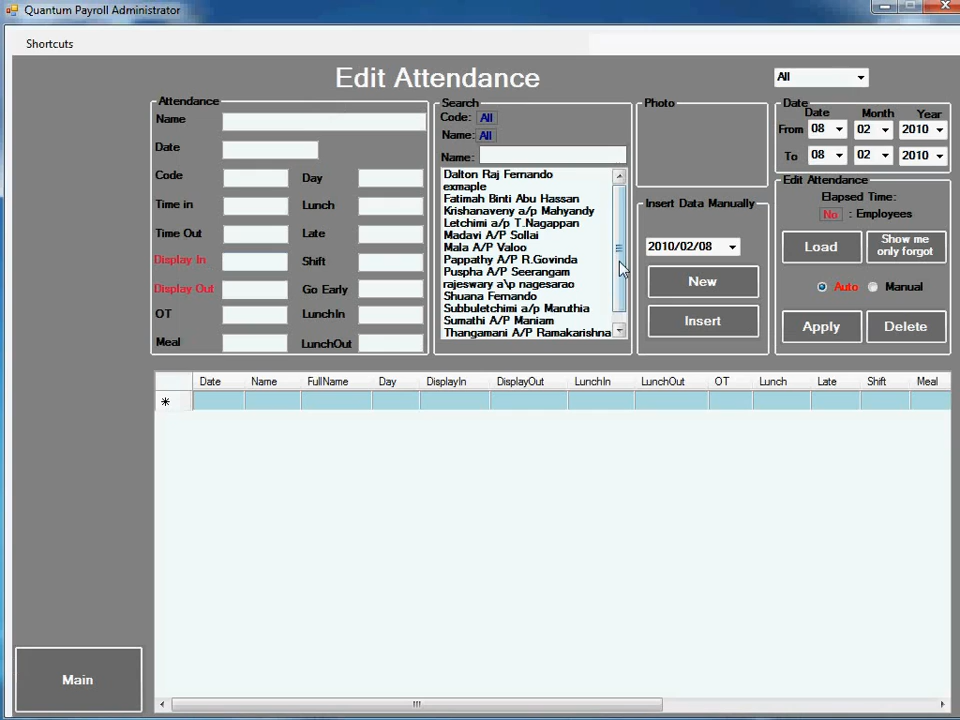 Quantum Payroll Administrator
Shortcuts
Edit Attendance
All
Attendance
Name
Date
Code
Day
Time in
Lunch
Time Out
Late
Display In
Shift
Display Out
Go Early
OT
LunchIn
Meal
LunchOut
Search
Code: All
Name: All
Name:
Dalton Raj Fernando
exmaple
Fatimah Binti Abu Hassan
Krishanaveny a/p Mahyandy
Letchimi a/p T.Nagappan
Madavi A/P Sollai
Mala A/P Valoo
Pappathy A/P R.Govinda
Puspha A/P Seerangam
rajeswary a\p nagesarao
Shuana Fernando
Subbuletchimi a/p Maruthia
Sumathi A/P Maniam
Thangamani A/P Ramakrishna
Photo
Insert Data Manually
2010/02/08
New
Insert
Date
Date Month Year
From 08 02 2010
To 08 02 2010
Edit Attendance
Elapsed Time:
No : Employees
Load
Show me
only forgot
Auto
Manual
Apply
Delete
Date Name FullName Day DisplayIn DisplayOut LunchIn LunchOut OT Lunch Late Shift Meal
Main